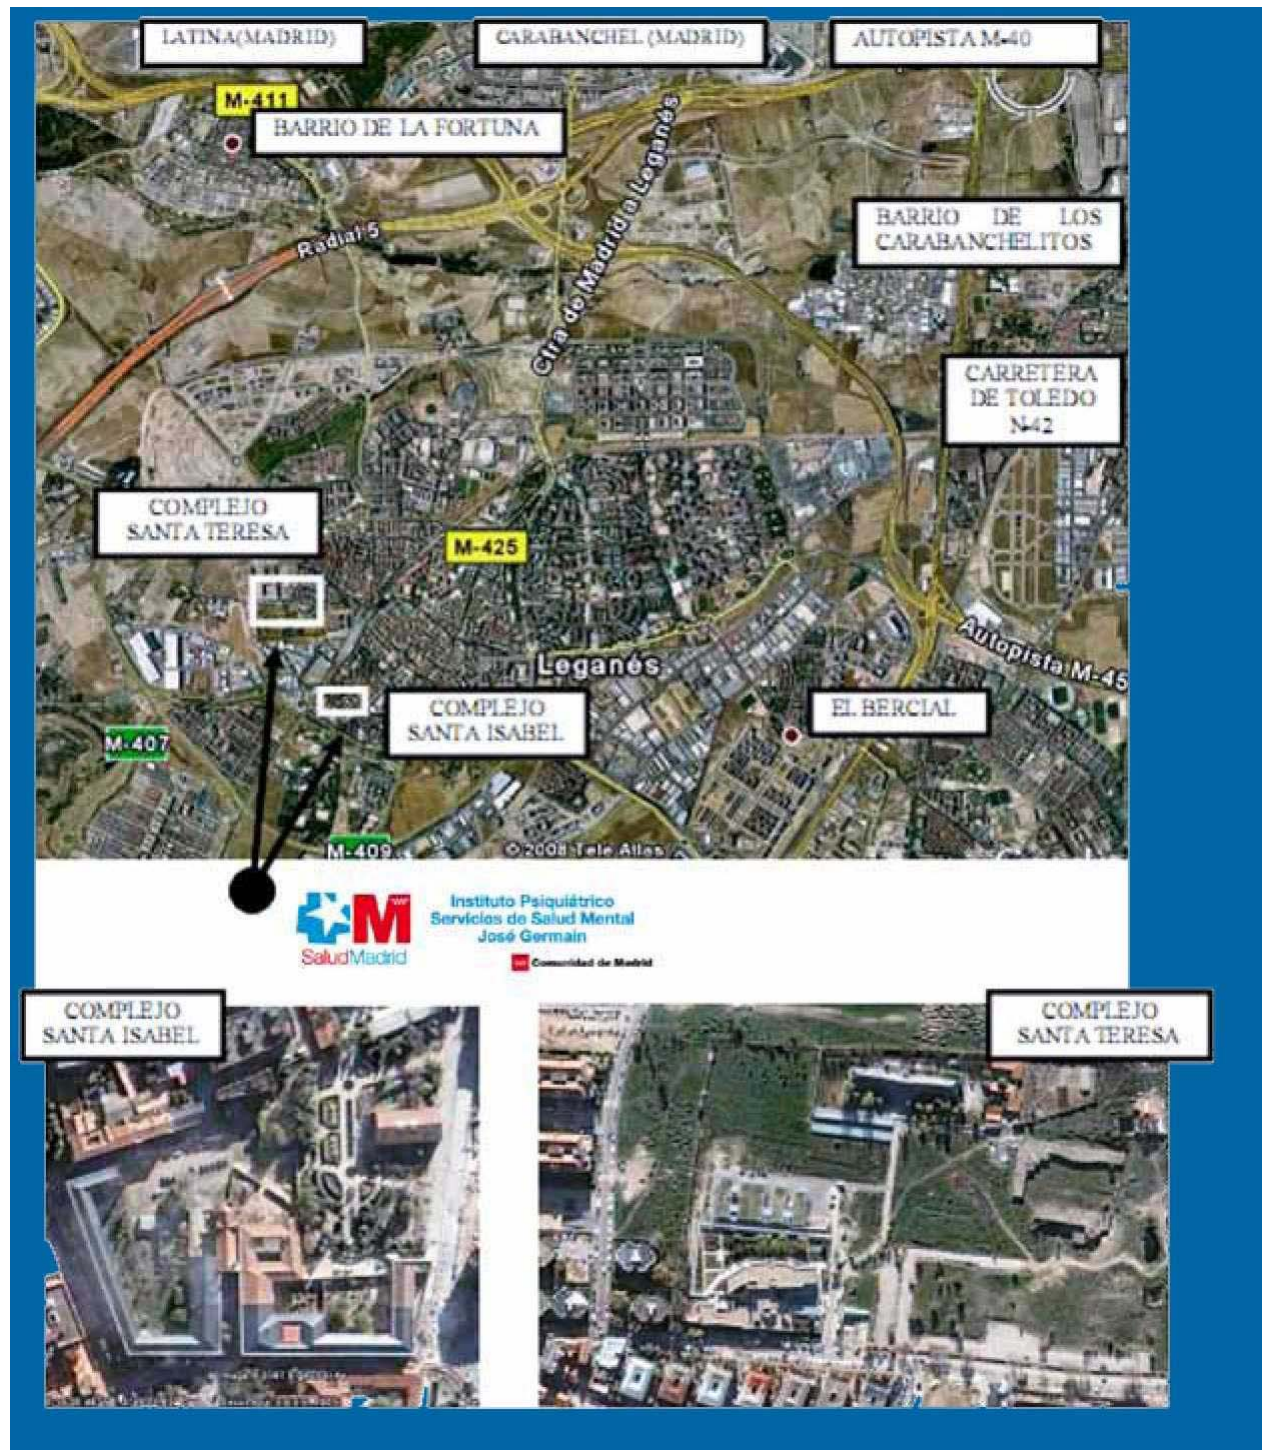 LATINA(MADRID)
CARABANCHEL (MADRID)
AUTOPISTA M-40
M-411
BARRIO DE LA FORTUNA
Ctra de Madrid a Leganés
Radial 5
BARRIO DE LOS
CARABANCHELITOS
CARRETERA
DE TOLEDO
N-42
COMPLEJO
SANTA TERESA
M-425
Autopista M-45
Leganés
COMPLEJO
SANTA ISABEL
EL BERCIAL
M-407
M-409
© 2008 Tele Atlas
M
SaludMadrid
Instituto Psiquiátrico
Servicios de Salud Mental
José Germain
Comunidad de Madrid
COMPLEJO
SANTA ISABEL
COMPLEJO
SANTA TERESA